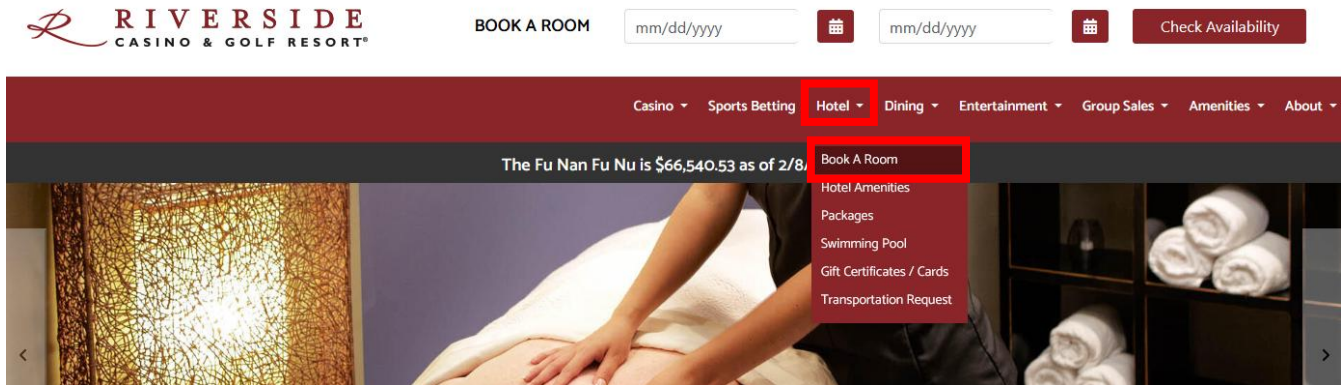 RIVERSIDE
CASINO & GOLF RESORT®
BOOK A ROOM mm/dd/yyyy mm/dd/yyyy Check Availability
Casino Sports Betting Hotel Dining Entertainment Group Sales Amenities About
The Fu Nan Fu Nu is $66,540.53 as of 2/8/
Book A Room
Hotel Amenities
Packages
Swimming Pool
Gift Certificates / Cards
Transportation Request